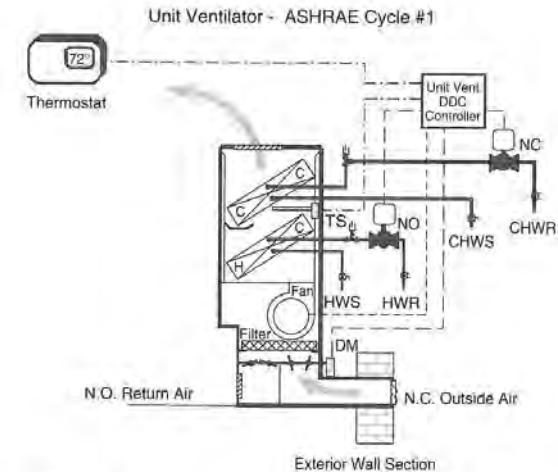 Unit Ventilator - ASHRAE Cycle #1
72°
Thermostat
Unit Vent.
DDC
Controller
NC
C
C
TS
NO
C
H
CHWS
CHWR
HWS
HWR
Fan
Filter
DM
N.O. Return Air
N.C. Outside Air
Exterior Wall Section